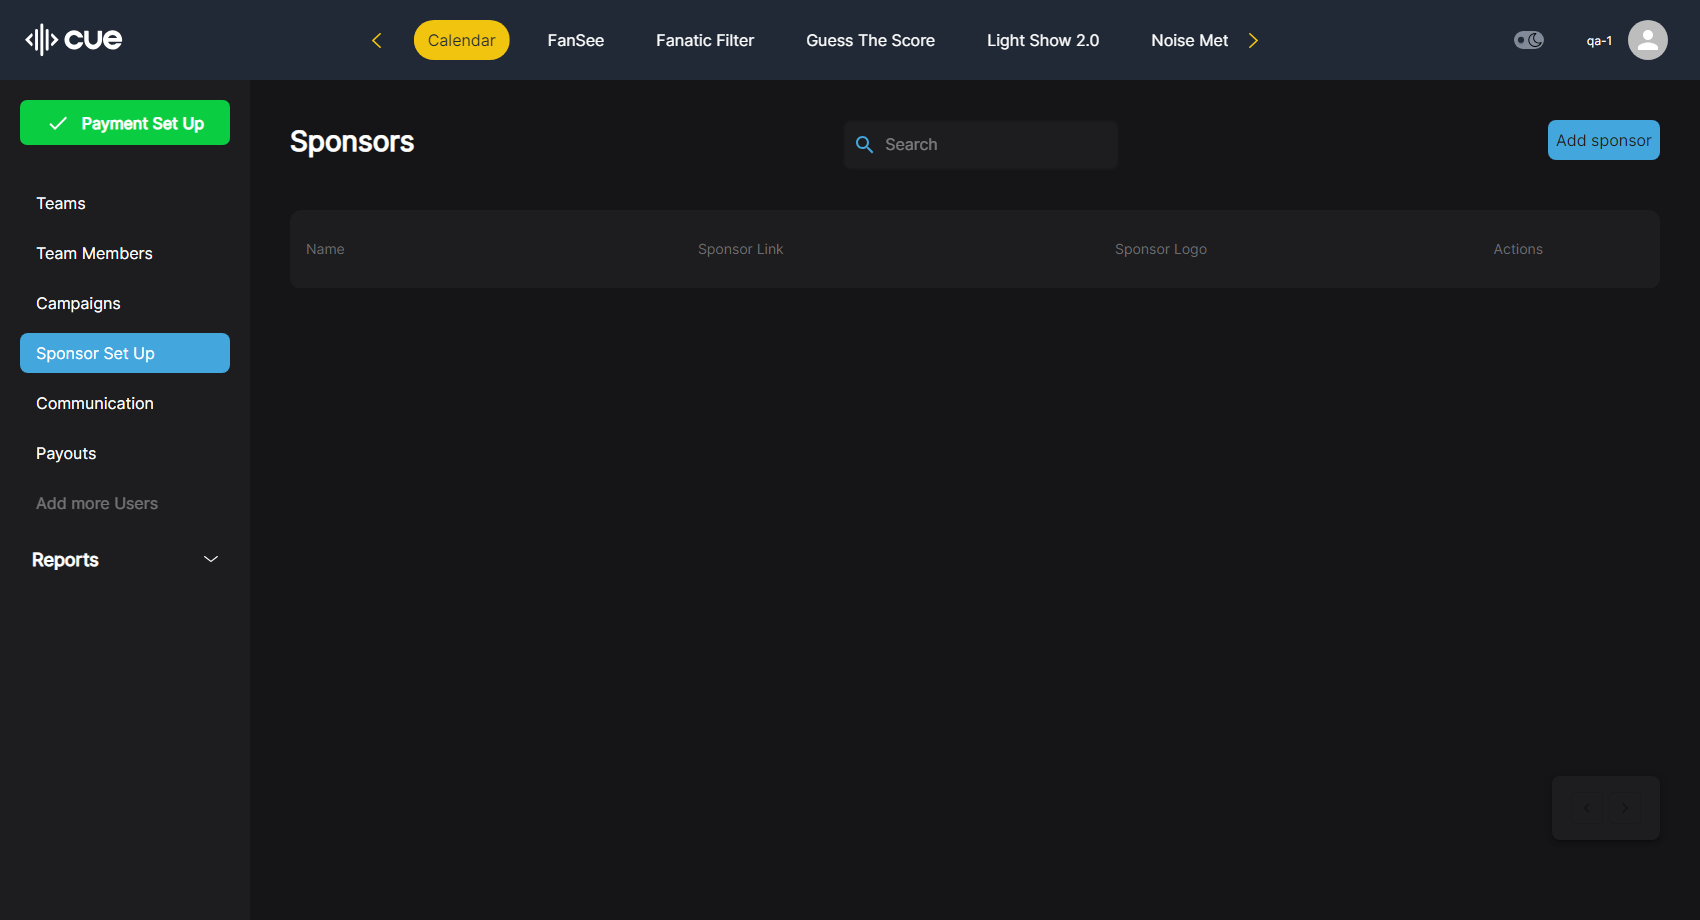 cue
Calendar
FanSee
Fanatic Filter
Guess The Score
Light Show 2.0
Noise Met
qa-1
Payment Set Up
Teams
Team Members
Campaigns
Sponsor Set Up
Communication
Payouts
Add more Users
Reports
Sponsors
Search
Add sponsor
Name
Sponsor Link
Sponsor Logo
Actions